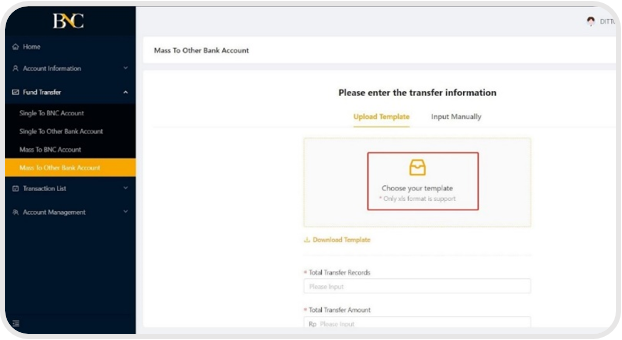 BNC
DITTU
Home
Mass To Other Bank Account
Account Information
Fund Transfer
Please enter the transfer information
Single To BNC Account
Upload Template
Input Manually
Single To Other Bank Account
Mass To BNC Account
Mass To Other Bank Account
Transaction List
Choose your template
* Only xls format is support
Account Management
Download Template
* Total Transfer Records
Please Input
* Total Transfer Amount
Rp Please Input